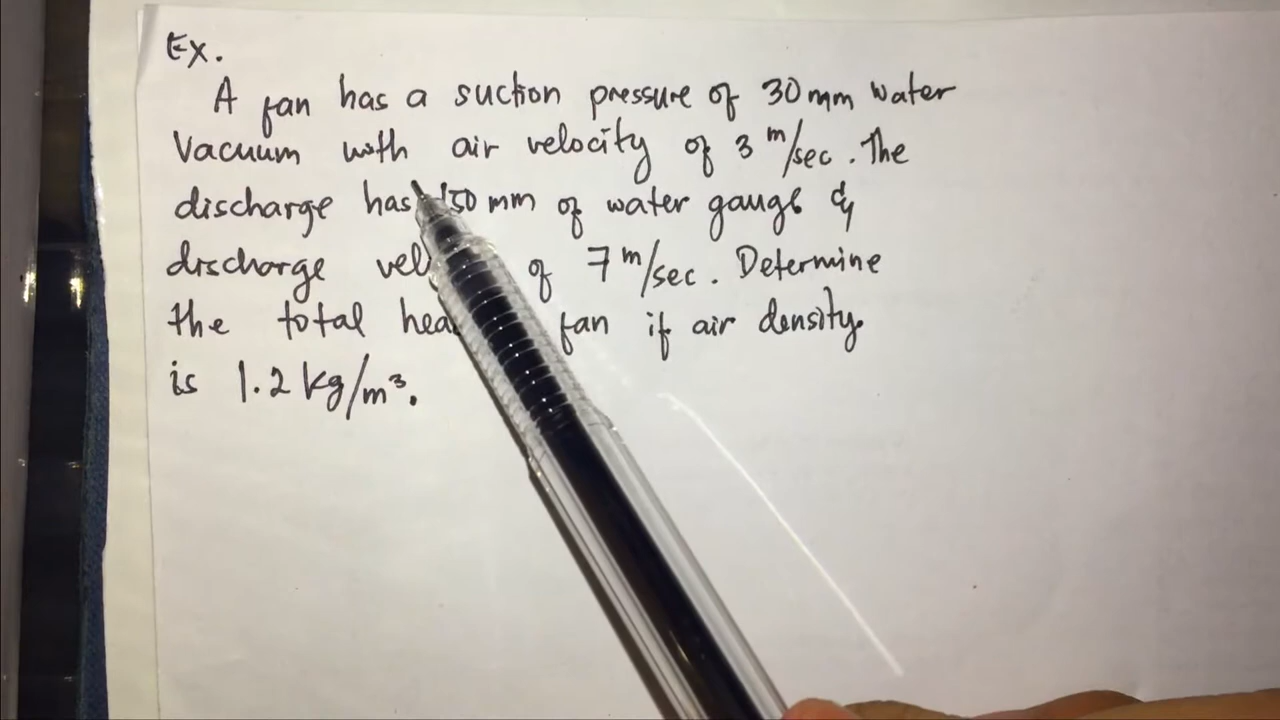 Ex.
A fan has a suction pressure of 30 mm water
vacuum with air velocity of 3 m/sec. The
discharge has 150 mm of water gauge &
discharge of 7 m/sec. Determine
the total fan if air density
is 1.2 kg/m³.